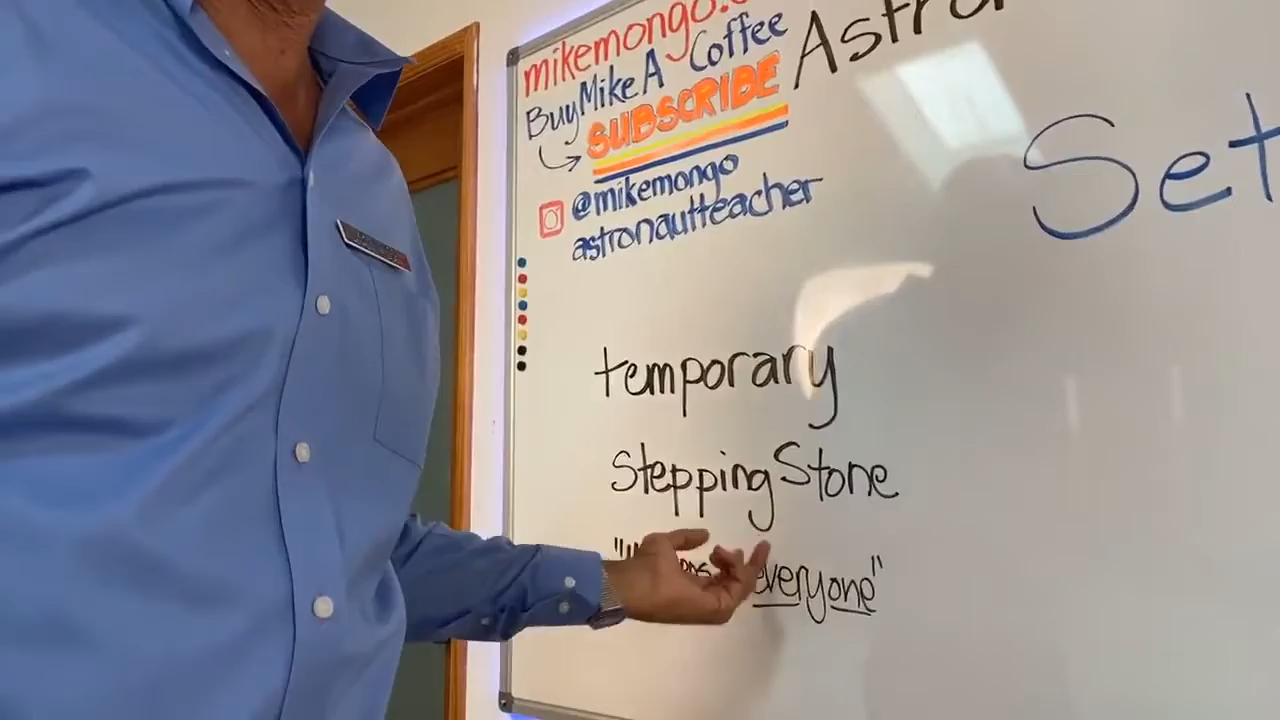 mikemongo.
Buy Mike A Coffee
SUBSCRIBE
@mikemongo
astronautteacher
Astro
Set
temporary
Stepping Stone
everyone"